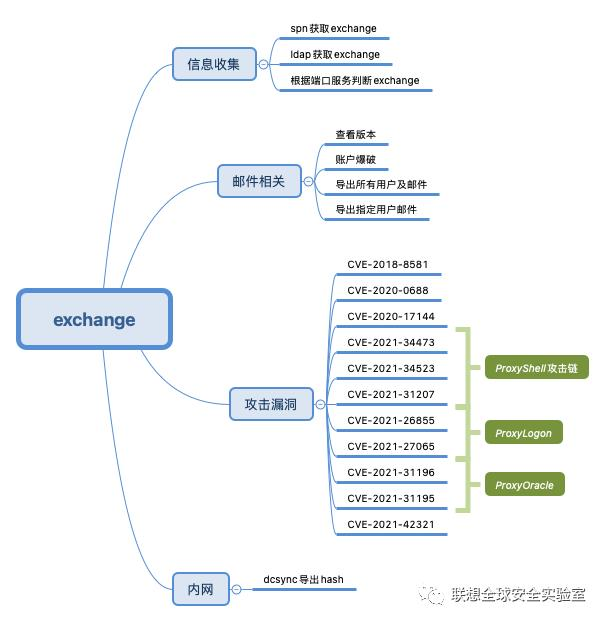 exchange
信息收集
spn 获取 exchange
ldap 获取 exchange
根据端口服务判断 exchange
邮件相关
查看版本
账户爆破
导出所有用户及邮件
导出指定用户邮件
攻击漏洞
CVE-2018-8581
CVE-2020-0688
CVE-2020-17144
CVE-2021-34473
CVE-2021-34523
CVE-2021-31207
CVE-2021-26855
CVE-2021-27065
CVE-2021-31196
CVE-2021-31195
CVE-2021-42321
ProxyShell 攻击链
ProxyLogon
ProxyOracle
内网
dcsync 导出 hash
联想全球安全实验室